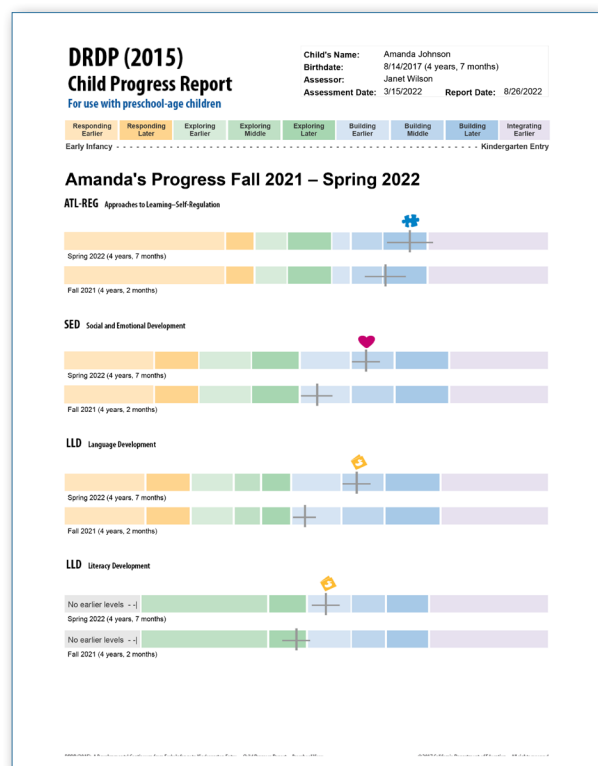 DRDP (2015)
Child Progress Report
For use with preschool-age children
Child's Name: Amanda Johnson
Birthdate: 8/14/2017 (4 years, 7 months)
Assessor: Janet Wilson
Assessment Date: 3/15/2022 Report Date: 8/26/2022
Responding Earlier Responding Later Exploring Earlier Exploring Middle Exploring Later Building Earlier Building Middle Building Later Integrating Earlier
Early Infancy Kindergarten Entry
Amanda's Progress Fall 2021 – Spring 2022
ATL-REG Approaches to Learning–Self-Regulation
Spring 2022 (4 years, 7 months)
Fall 2021 (4 years, 2 months)
SED Social and Emotional Development
Spring 2022 (4 years, 7 months)
Fall 2021 (4 years, 2 months)
LLD Language Development
Spring 2022 (4 years, 7 months)
Fall 2021 (4 years, 2 months)
LLD Literacy Development
No earlier levels - -|
Spring 2022 (4 years, 7 months)
No earlier levels - -|
Fall 2021 (4 years, 2 months)